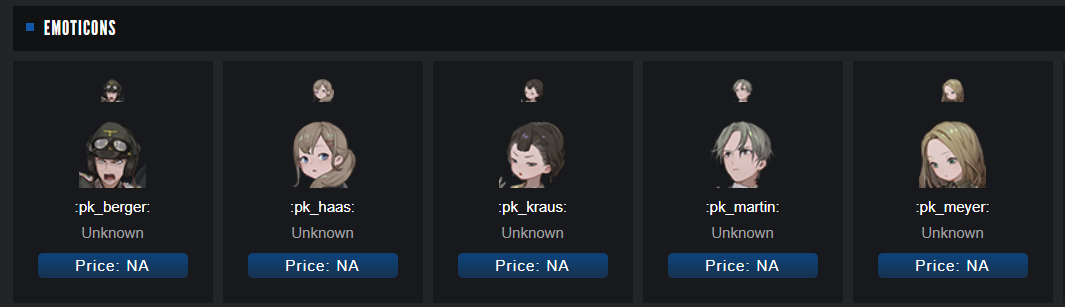 EMOTICONS
:pk_berger:
Unknown
Price: NA
:pk_haas:
Unknown
Price: NA
:pk_kraus:
Unknown
Price: NA
:pk_martin:
Unknown
Price: NA
:pk_meyer:
Unknown
Price: NA